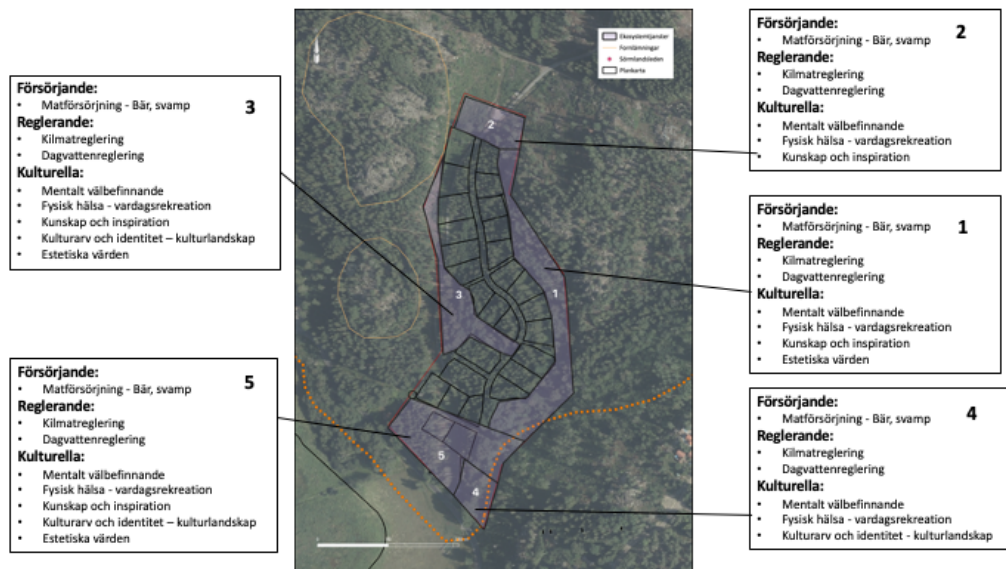 Ekosystemtjänster
Fornlämningar
Sörmlandsleden
Plankarta
2
1
3
5
4
3
Försörjande:
• Matförsörjning - Bär, svamp
Reglerande:
• Kilmatreglering
• Dagvattenreglering
Kulturella:
• Mentalt välbefinnande
• Fysisk hälsa - vardagsrekreation
• Kunskap och inspiration
• Kulturarv och identitet – kulturlandskap
• Estetiska värden
5
Försörjande:
• Matförsörjning - Bär, svamp
Reglerande:
• Kilmatreglering
• Dagvattenreglering
Kulturella:
• Mentalt välbefinnande
• Fysisk hälsa - vardagsrekreation
• Kunskap och inspiration
• Kulturarv och identitet – kulturlandskap
• Estetiska värden
2
Försörjande:
• Matförsörjning - Bär, svamp
Reglerande:
• Kilmatreglering
• Dagvattenreglering
Kulturella:
• Mentalt välbefinnande
• Fysisk hälsa - vardagsrekreation
• Kunskap och inspiration
1
Försörjande:
• Matförsörjning - Bär, svamp
Reglerande:
• Kilmatreglering
• Dagvattenreglering
Kulturella:
• Mentalt välbefinnande
• Fysisk hälsa - vardagsrekreation
• Kunskap och inspiration
• Estetiska värden
4
Försörjande:
• Matförsörjning - Bär, svamp
Reglerande:
• Kilmatreglering
• Dagvattenreglering
Kulturella:
• Mentalt välbefinnande
• Fysisk hälsa - vardagsrekreation
• Kulturarv och identitet - kulturlandskap